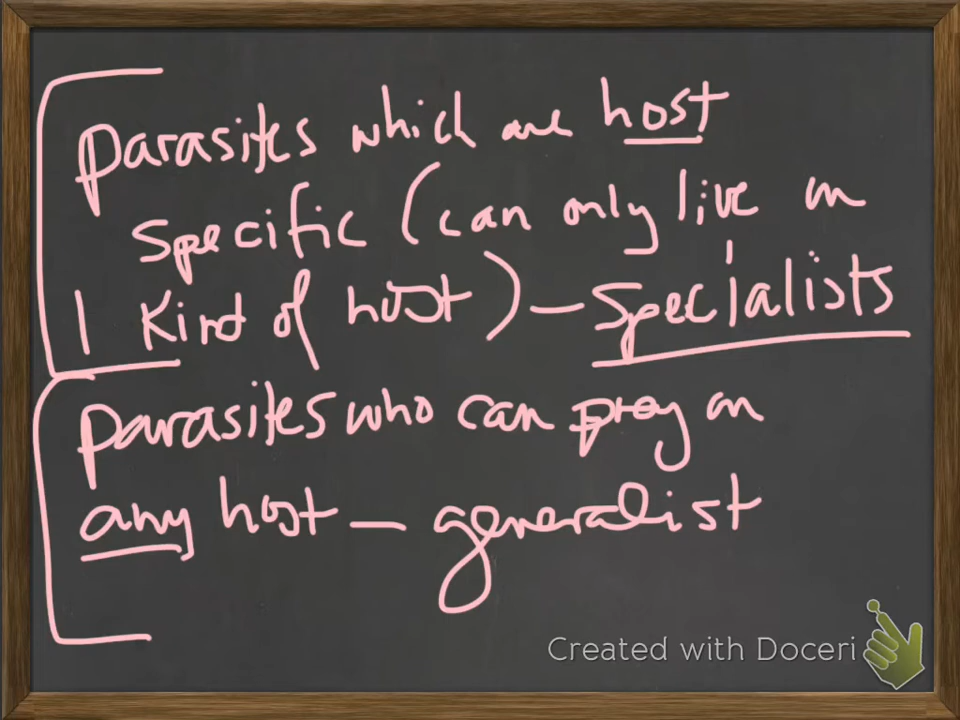 parasites which are host
specific (can only live on
1 Kind of host) – specialists
parasites who can prey on
any host – generalist
Created with Doceri